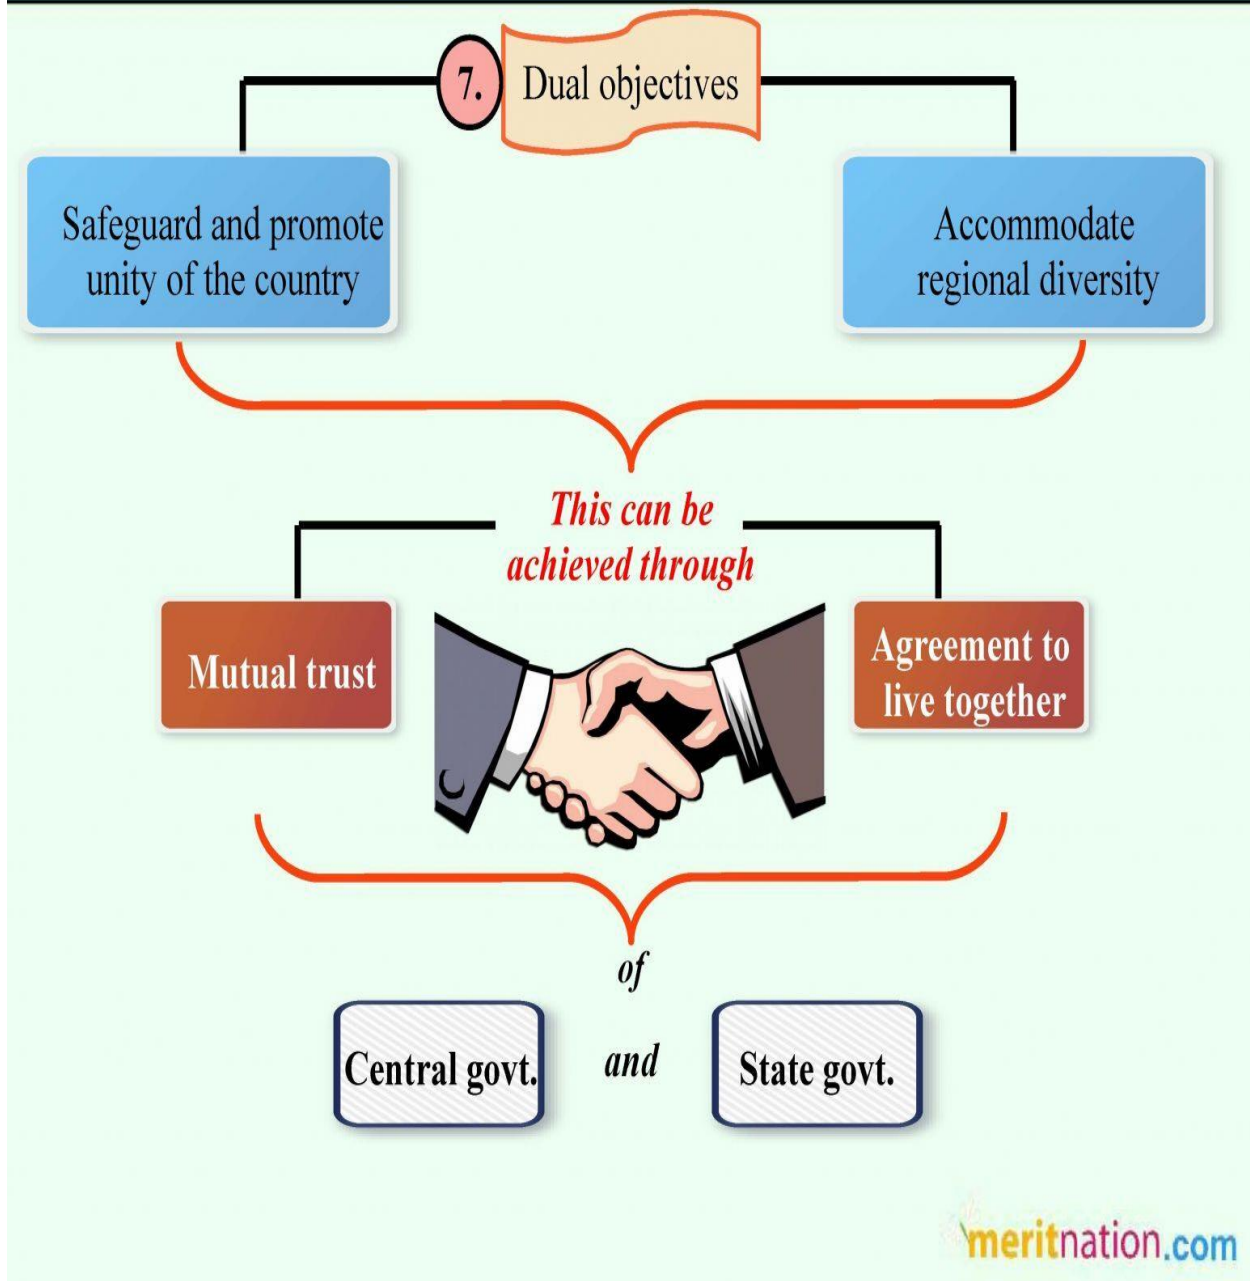 7.
Dual objectives
Safeguard and promote
unity of the country
Accommodate
regional diversity
This can be
achieved through
Mutual trust
Agreement to
live together
of
Central govt.
and
State govt.
meritnation.com